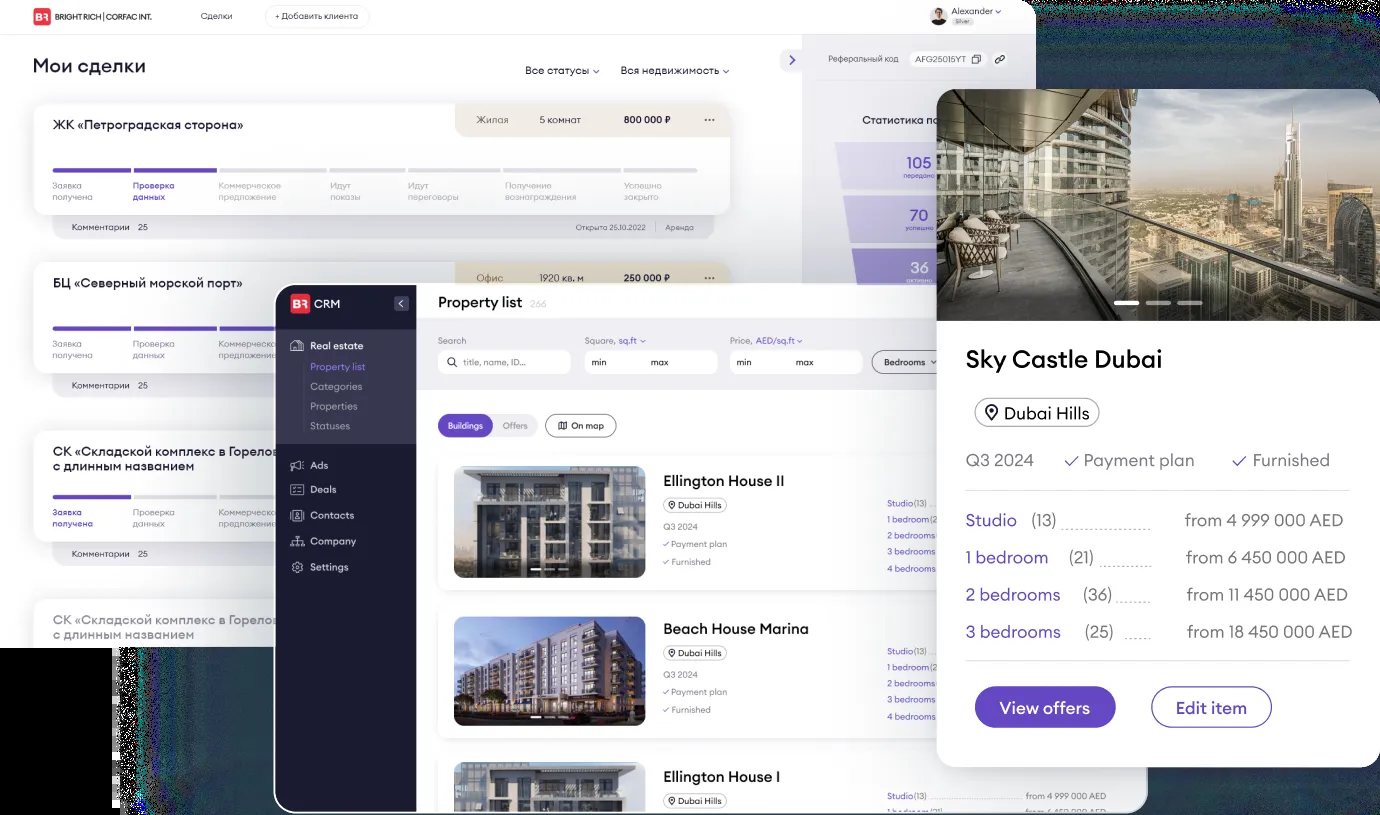 BR BRIGHT RICH | CORFAC INT.
Сделки
+ Добавить клиента
Alexander
Silver
Мои сделки
Все статусы
Вся недвижимость
Реферальный код
AFG25015YT
ЖК «Петроградская сторона»
Жилая
5 комнат
800 000 ₽
Заявка
получена
Проверка
данных
Коммерческое
предложение
Идут
показы
Идут
переговоры
Получение
вознаграждения
Успешно
закрыто
Комментарии 25
Открыта 25.10.2022
Аренда
Статистика по
105
передано
70
успешно
36
активно
БЦ «Северный морской порт»
Офис
1920 кв. м
250 000 ₽
Заявка
получена
Проверка
данных
Коммерческое
предложение
Комментарии 25
СК «Складской комплекс в Горелов
с длинным названием
Заявка
получена
Проверка
данных
Коммерческое
предложение
Комментарии 25
СК «Складской комплекс в Горелов
с длинным названием
BR CRM
Real estate
Property list
Categories
Properties
Statuses
Ads
Deals
Contacts
Company
Settings
Property list 266
Search
title, name, ID...
Square, sq.ft
min
max
Price, AED/sq.ft
min
max
Bedrooms
Buildings
Offers
On map
Ellington House II
Dubai Hills
Q3 2024
Payment plan
Furnished
Studio(13)
1 bedroom(2
2 bedrooms
3 bedrooms
4 bedrooms
Beach House Marina
Dubai Hills
Q3 2024
Payment plan
Furnished
Studio(13)
1 bedroom(2
2 bedrooms
3 bedrooms
4 bedrooms
Ellington House I
Dubai Hills
Studio(13)
from 4 999 000 AED
1 bedroom(21)
from 6 450 000 AED
Sky Castle Dubai
Dubai Hills
Q3 2024
Payment plan
Furnished
Studio (13) from 4 999 000 AED
1 bedroom (21) from 6 450 000 AED
2 bedrooms (36) from 11 450 000 AED
3 bedrooms (25) from 18 450 000 AED
View offers
Edit item